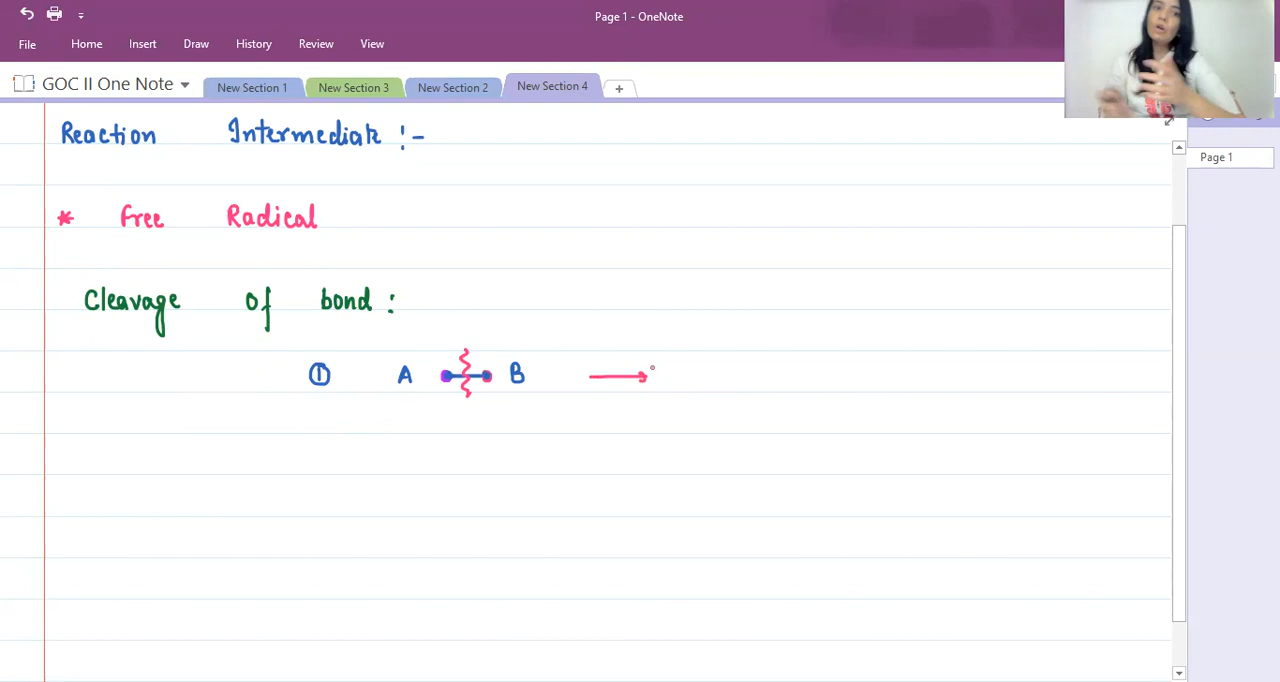 Page 1 - OneNote
File Home Insert Draw History Review View
GOC II One Note New Section 1 New Section 3 New Section 2 New Section 4 +
Page 1
Reaction Intermediate :-
* Free Radical
Cleavage of bond :
① A B